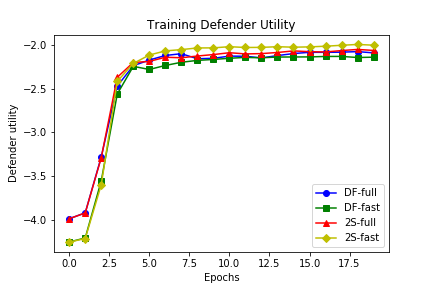 Training Defender Utility
Defender utility
−2.0
−2.5
−3.0
−3.5
−4.0
DF-full
DF-fast
2S-full
2S-fast
0.0 2.5 5.0 7.5 10.0 12.5 15.0 17.5
Epochs